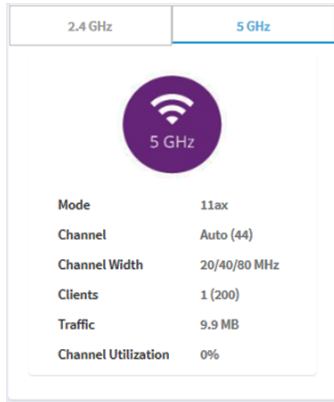 2.4 GHz 5 GHz
5 GHz
Mode 11ax
Channel Auto (44)
Channel Width 20/40/80 MHz
Clients 1 (200)
Traffic 9.9 MB
Channel Utilization 0%